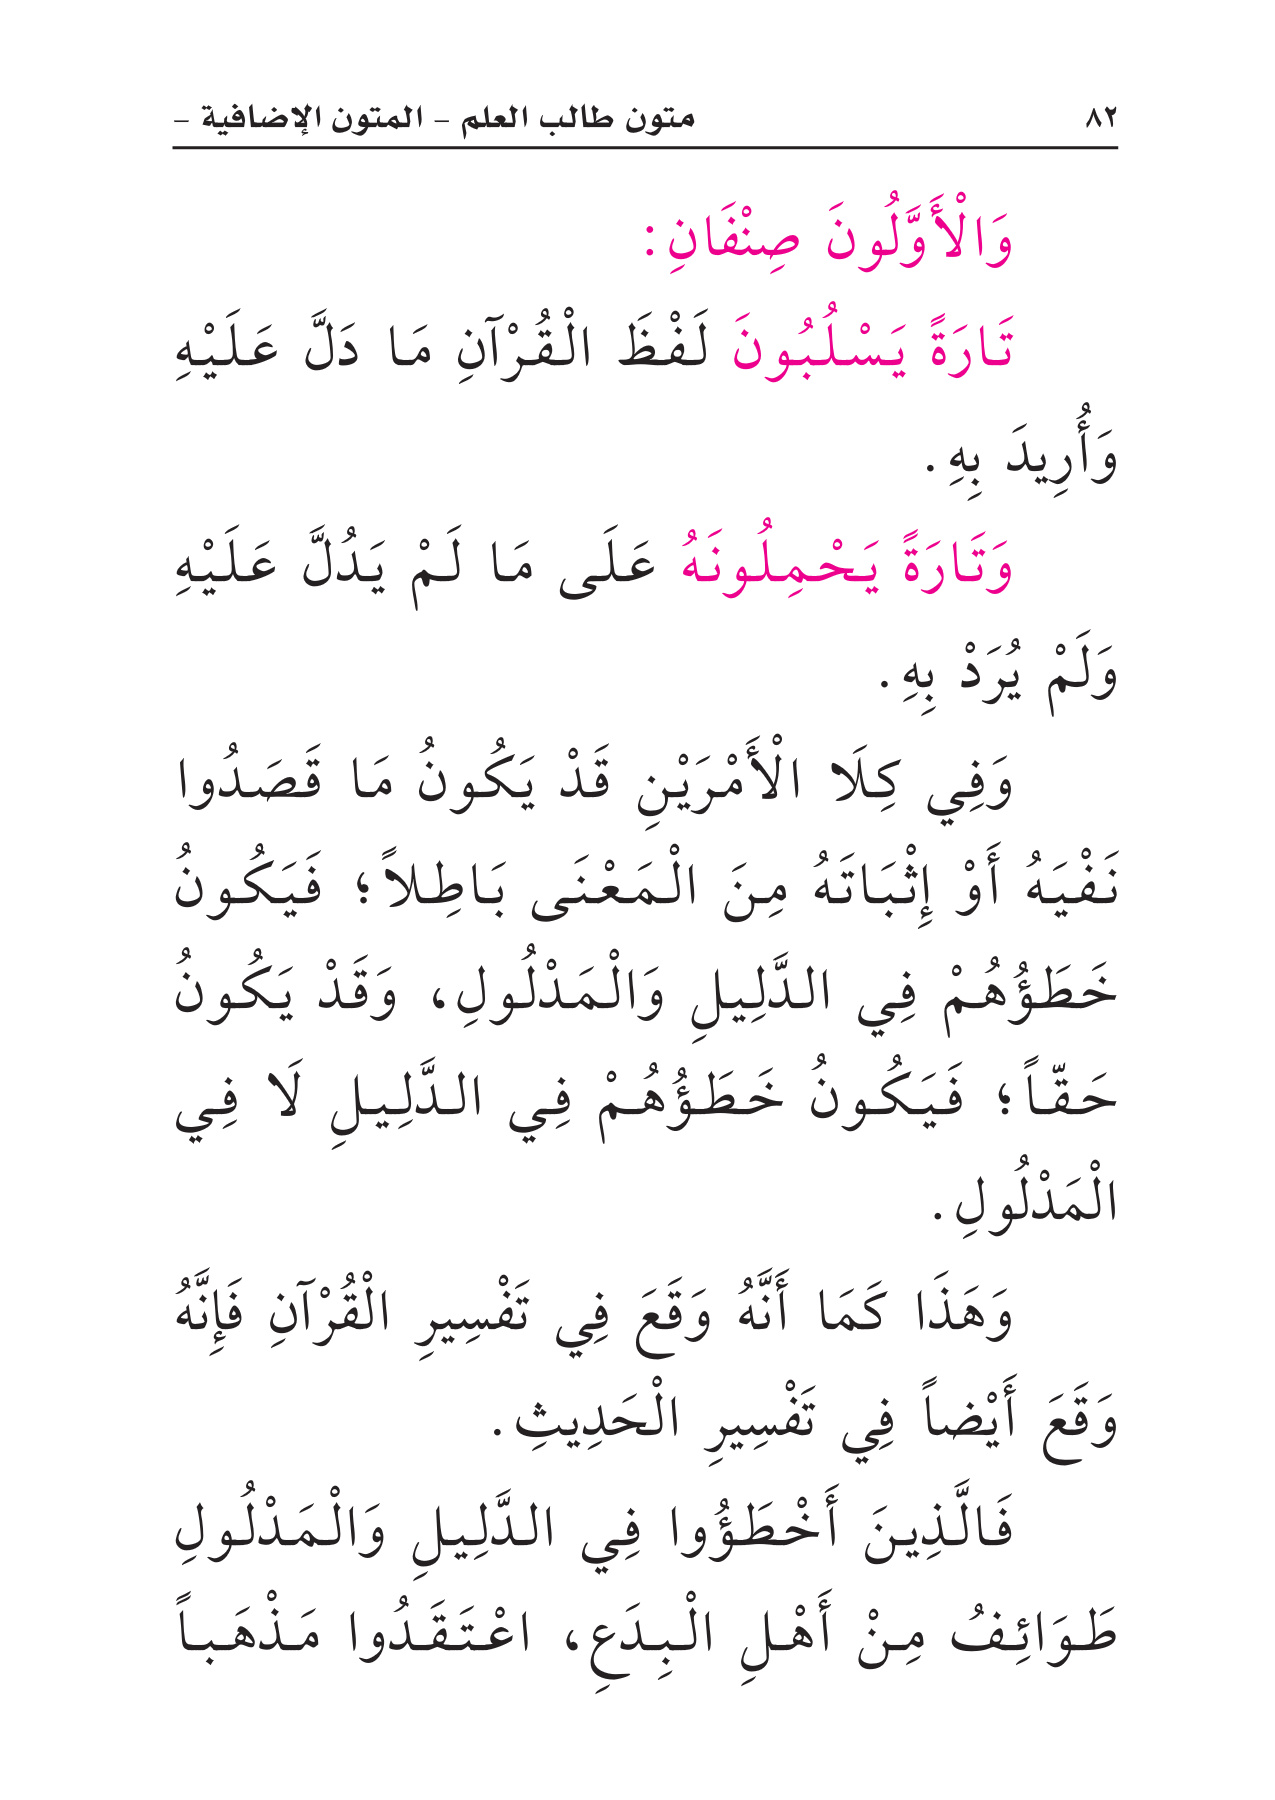 ٨٢ متون طالب العلم – المتون الإضافية –
وَالْأَوَّلُونَ صِنْفَانِ:
تَارَةً يَسْلُبُونَ لَفْظَ الْقُرْآنِ مَا دَلَّ عَلَيْهِ
وَأُرِيدَ بِهِ.
وَتَارَةً يَحْمِلُونَهُ عَلَى مَا لَمْ يَدُلَّ عَلَيْهِ
وَلَمْ يُرَدْ بِهِ.
وَفِي كِلَا الْأَمْرَيْنِ قَدْ يَكُونُ مَا قَصَدُوا
نَفْيَهُ أَوْ إِثْبَاتَهُ مِنَ الْمَعْنَى بَاطِلاً؛ فَيَكُونُ
خَطَؤُهُمْ فِي الدَّلِيلِ وَالْمَدْلُولِ، وَقَدْ يَكُونُ
حَقّاً؛ فَيَكُونُ خَطَؤُهُمْ فِي الدَّلِيلِ لَا فِي
الْمَدْلُولِ.
وَهَذَا كَمَا أَنَّهُ وَقَعَ فِي تَفْسِيرِ الْقُرْآنِ فَإِنَّهُ
وَقَعَ أَيْضاً فِي تَفْسِيرِ الْحَدِيثِ.
فَالَّذِينَ أَخْطَؤُوا فِي الدَّلِيلِ وَالْمَدْلُولِ
طَوَائِفُ مِنْ أَهْلِ الْبِدَعِ، اعْتَقَدُوا مَذْهَباً